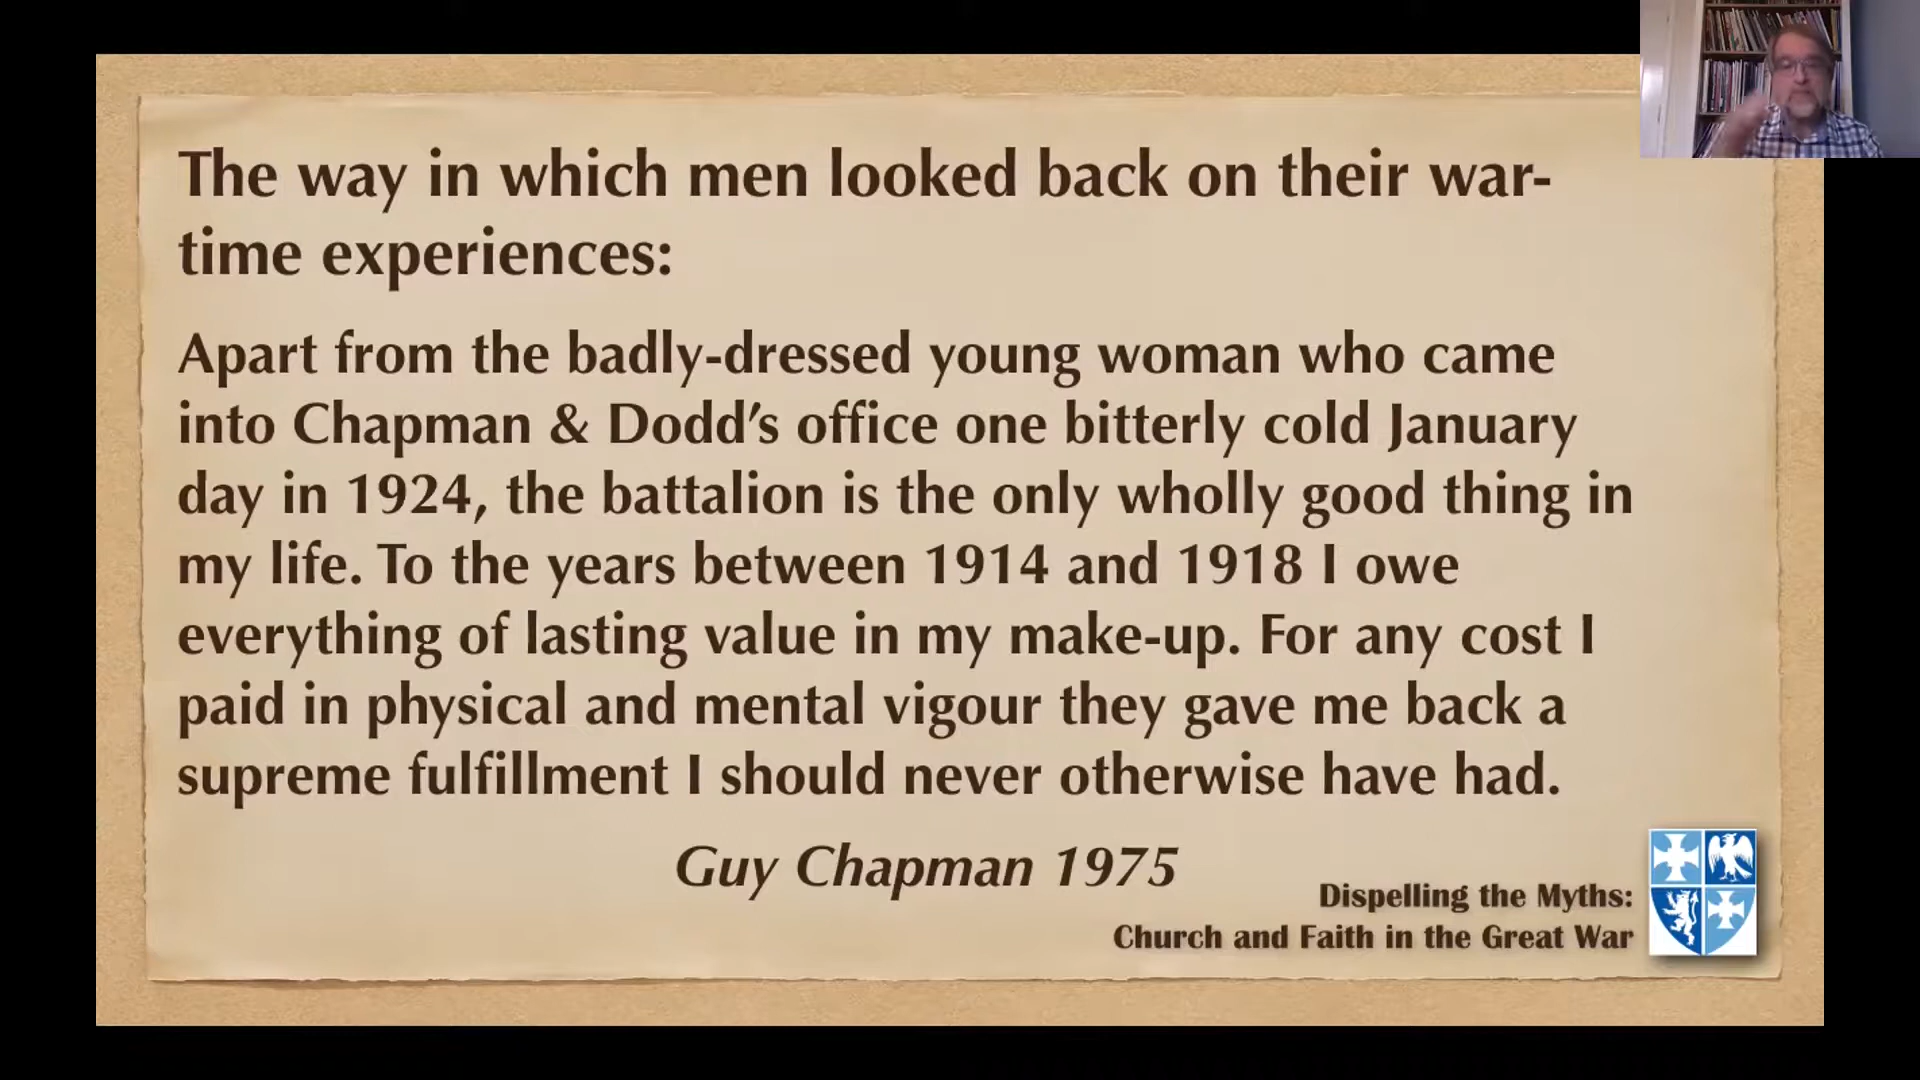 The way in which men looked back on their war-
time experiences:
Apart from the badly-dressed young woman who came
into Chapman & Dodd’s office one bitterly cold January
day in 1924, the battalion is the only wholly good thing in
my life. To the years between 1914 and 1918 I owe
everything of lasting value in my make-up. For any cost I
paid in physical and mental vigour they gave me back a
supreme fulfillment I should never otherwise have had.
Guy Chapman 1975
Dispelling the Myths:
Church and Faith in the Great War